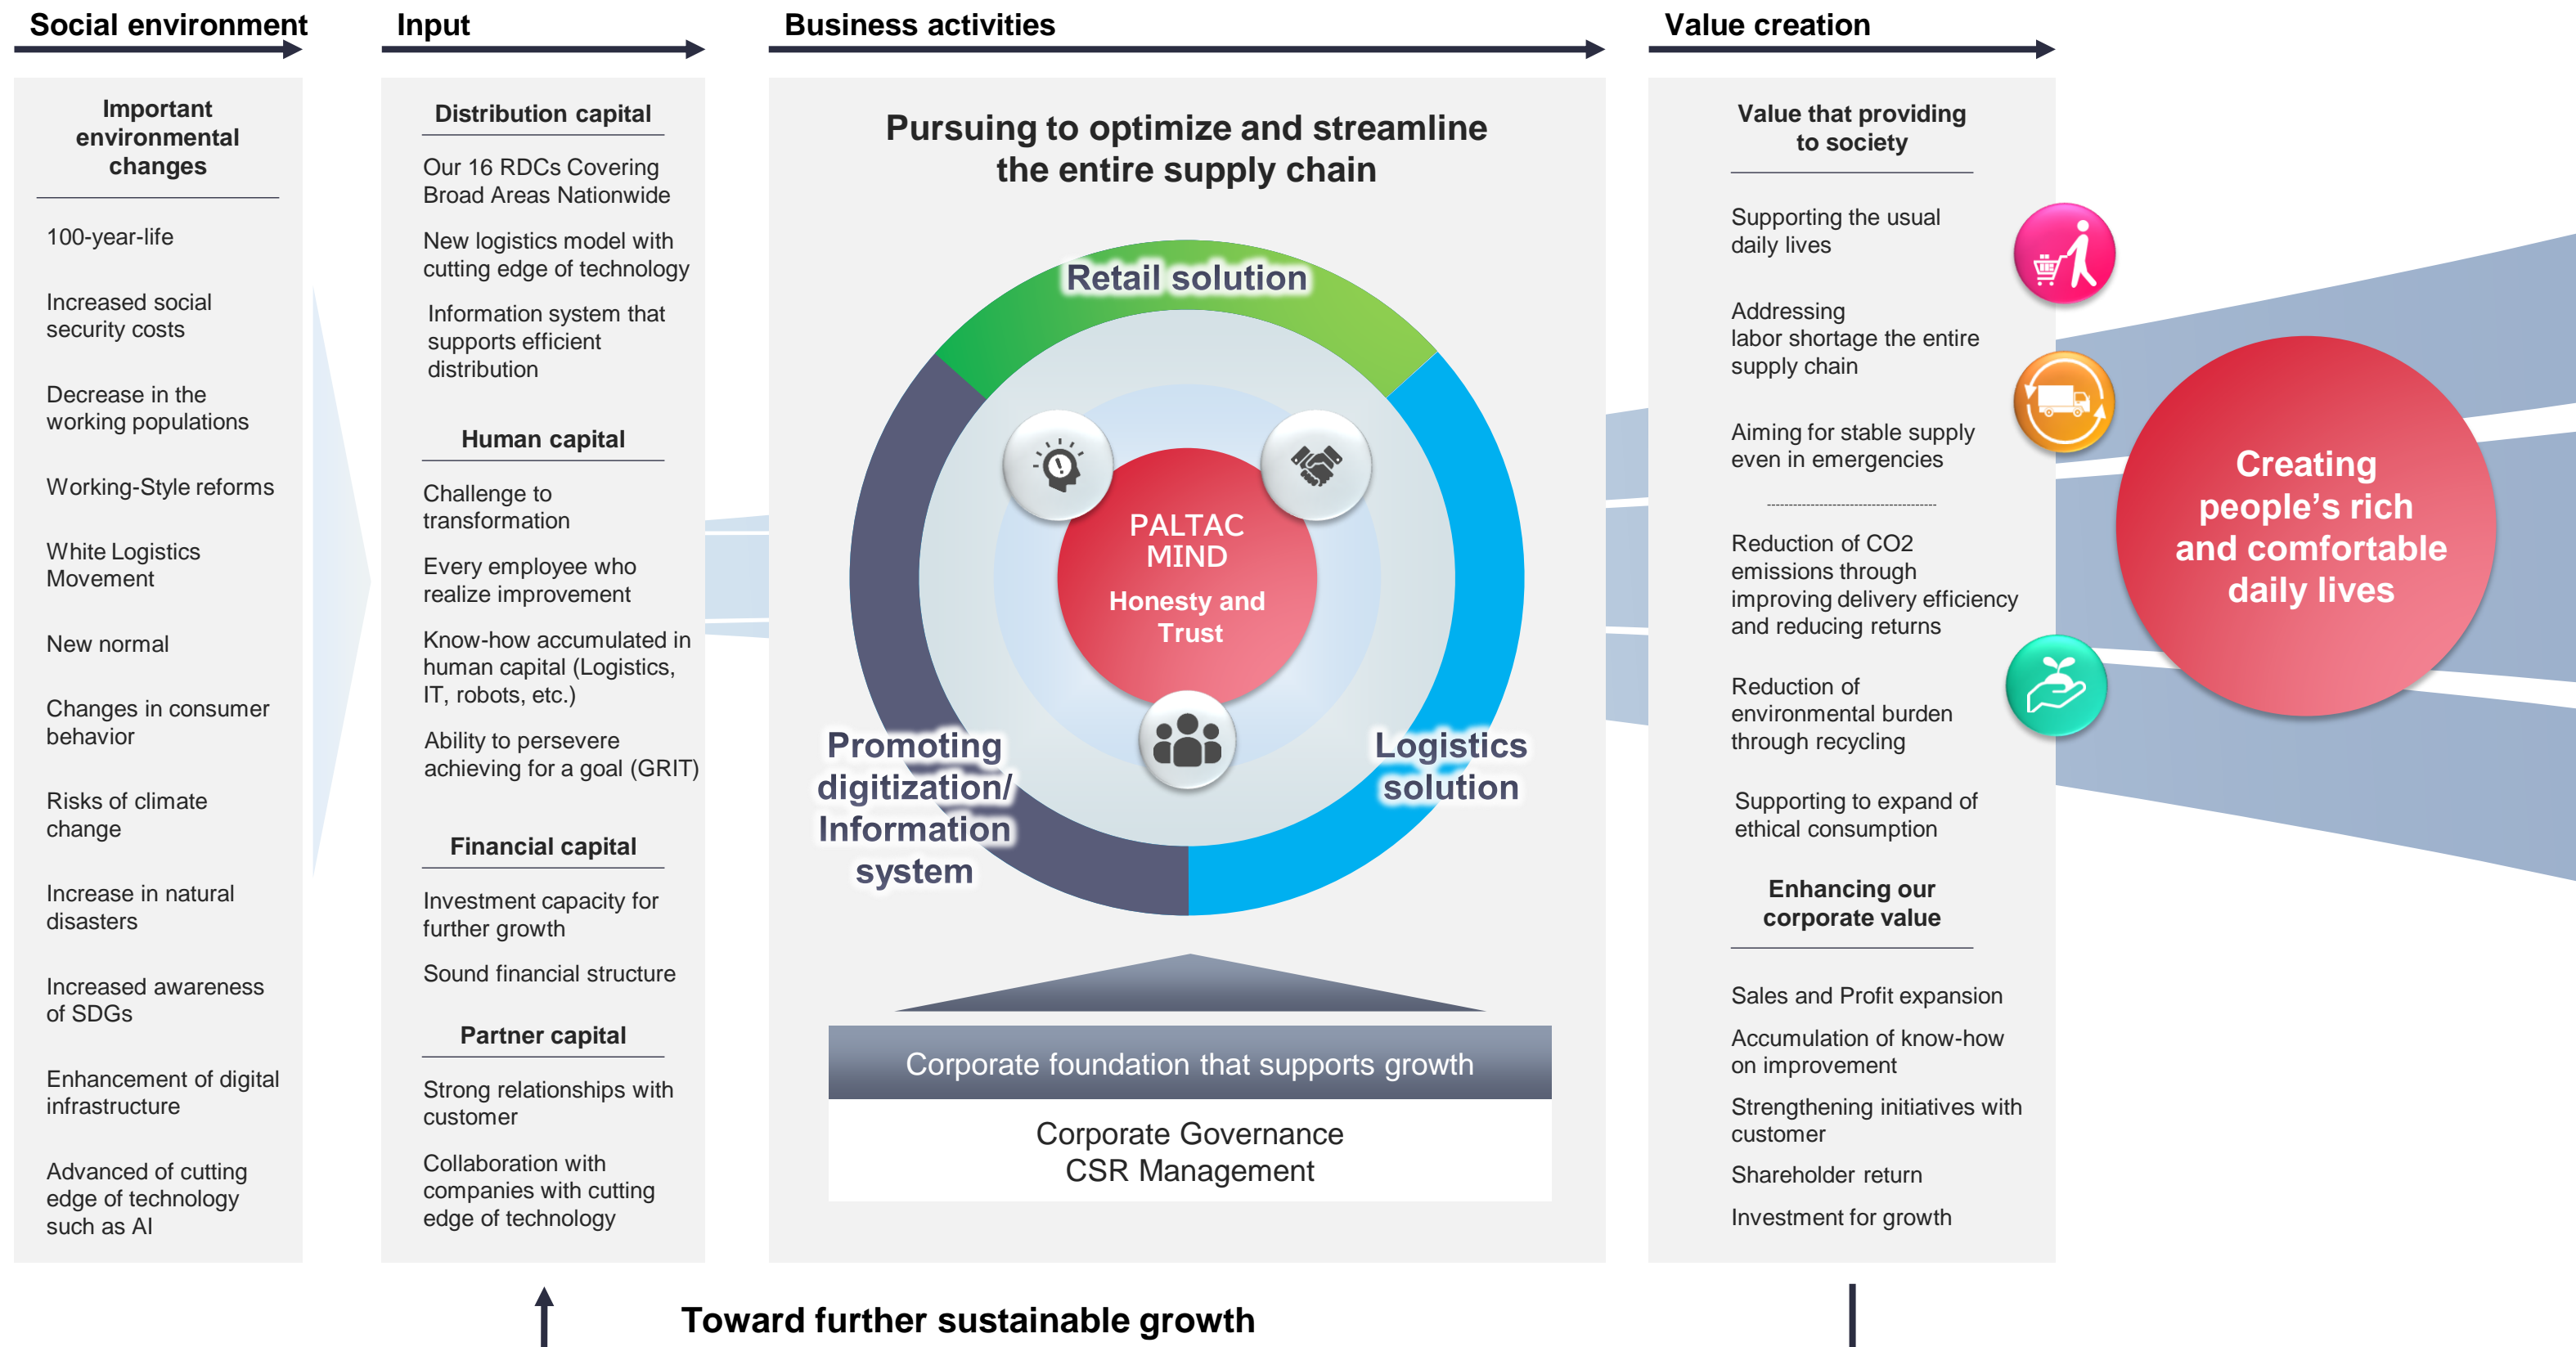 Social environment
Important
environmental
changes
100-year-life
Increased social
security costs
Decrease in the
working populations
Working-Style reforms
White Logistics
Movement
New normal
Changes in consumer
behavior
Risks of climate
change
Increase in natural
disasters
Increased awareness
of SDGs
Enhancement of digital
infrastructure
Advanced of cutting
edge of technology
such as AI
Input
Distribution capital
Our 16 RDCs Covering
Broad Areas Nationwide
New logistics model with
cutting edge of technology
Information system that
supports efficient
distribution
Human capital
Challenge to
transformation
Every employee who
realize improvement
Know-how accumulated in
human capital (Logistics,
IT, robots, etc.)
Ability to persevere
achieving for a goal (GRIT)
Financial capital
Investment capacity for
further growth
Sound financial structure
Partner capital
Strong relationships with
customer
Collaboration with
companies with cutting
edge of technology
Business activities
Pursuing to optimize and streamline
the entire supply chain
Retail solution
PALTAC
MIND
Honesty and
Trust
Promoting
digitization/
Information
system
Logistics
solution
Corporate foundation that supports growth
Corporate Governance
CSR Management
Value creation
Value that providing
to society
Supporting the usual
daily lives
Addressing
labor shortage the entire
supply chain
Aiming for stable supply
even in emergencies
Reduction of CO2
emissions through
improving delivery efficiency
and reducing returns
Reduction of
environmental burden
through recycling
Supporting to expand of
ethical consumption
Enhancing our
corporate value
Sales and Profit expansion
Accumulation of know-how
on improvement
Strengthening initiatives with
customer
Shareholder return
Investment for growth
Creating
people’s rich
and comfortable
daily lives
Toward further sustainable growth